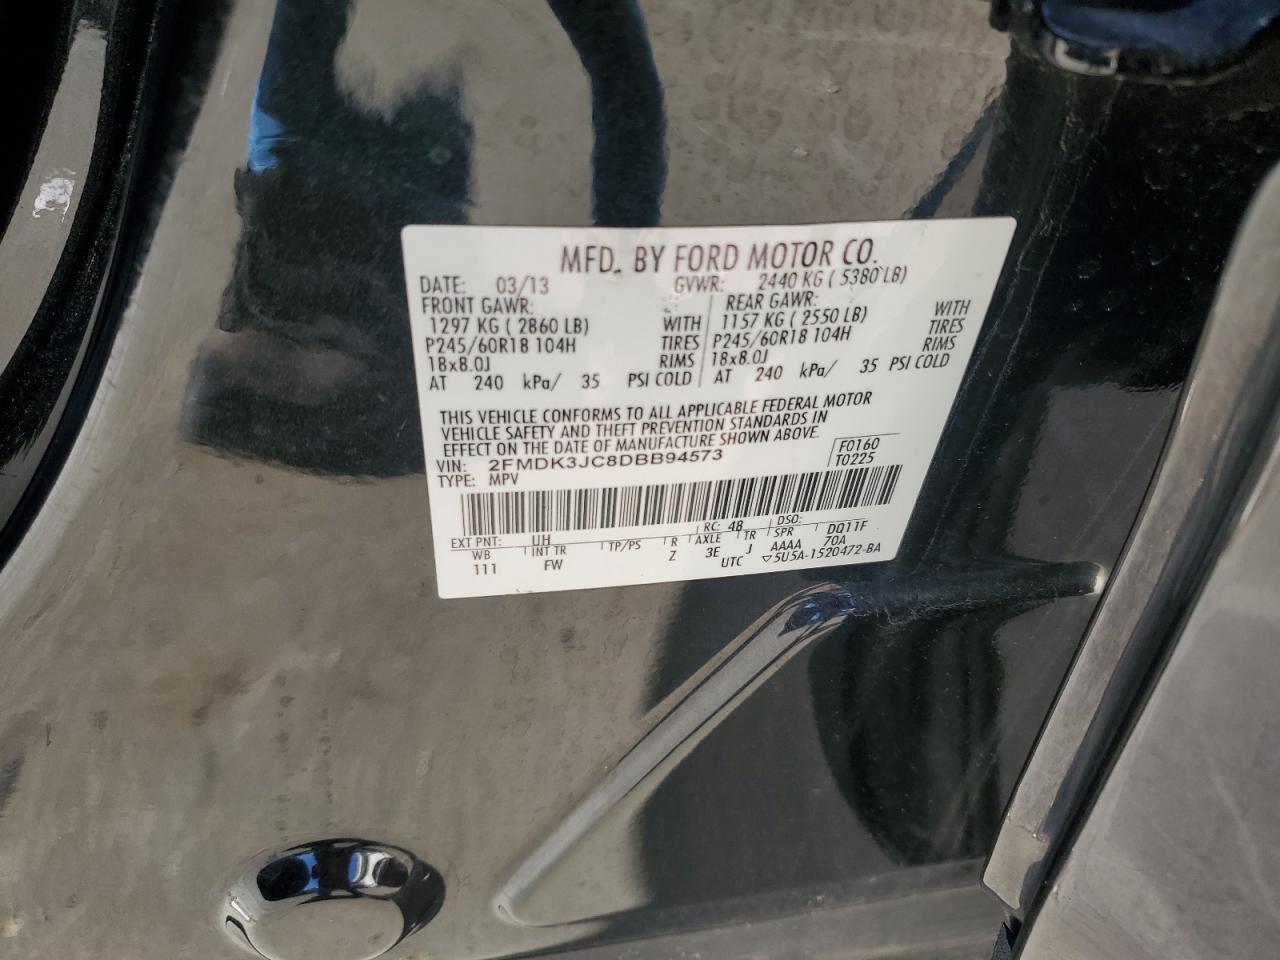 MFD. BY FORD MOTOR CO.
DATE: 03/13 GVWR: 2440 KG ( 5380 LB)
FRONT GAWR: REAR GAWR:
1297 KG ( 2860 LB) WITH 1157 KG ( 2550 LB) WITH
P245/60R18 104H TIRES P245/60R18 104H TIRES
18x8.0J RIMS 18x8.0J RIMS
AT 240 kPa/ 35 PSI COLD AT 240 kPa/ 35 PSI COLD
THIS VEHICLE CONFORMS TO ALL APPLICABLE FEDERAL MOTOR
VEHICLE SAFETY AND THEFT PREVENTION STANDARDS IN
EFFECT ON THE DATE OF MANUFACTURE SHOWN ABOVE.
VIN: 2FMDK3JC8DBB94573 F0160
TYPE: MPV T0225
EXT PNT: UH RC: 48 DSO:
WB INT TR TP/PS R AXLE TR SPR DQ11F
111 FW Z 3E J AAAA 70A
UTC ▽5U5A-1520472-BA